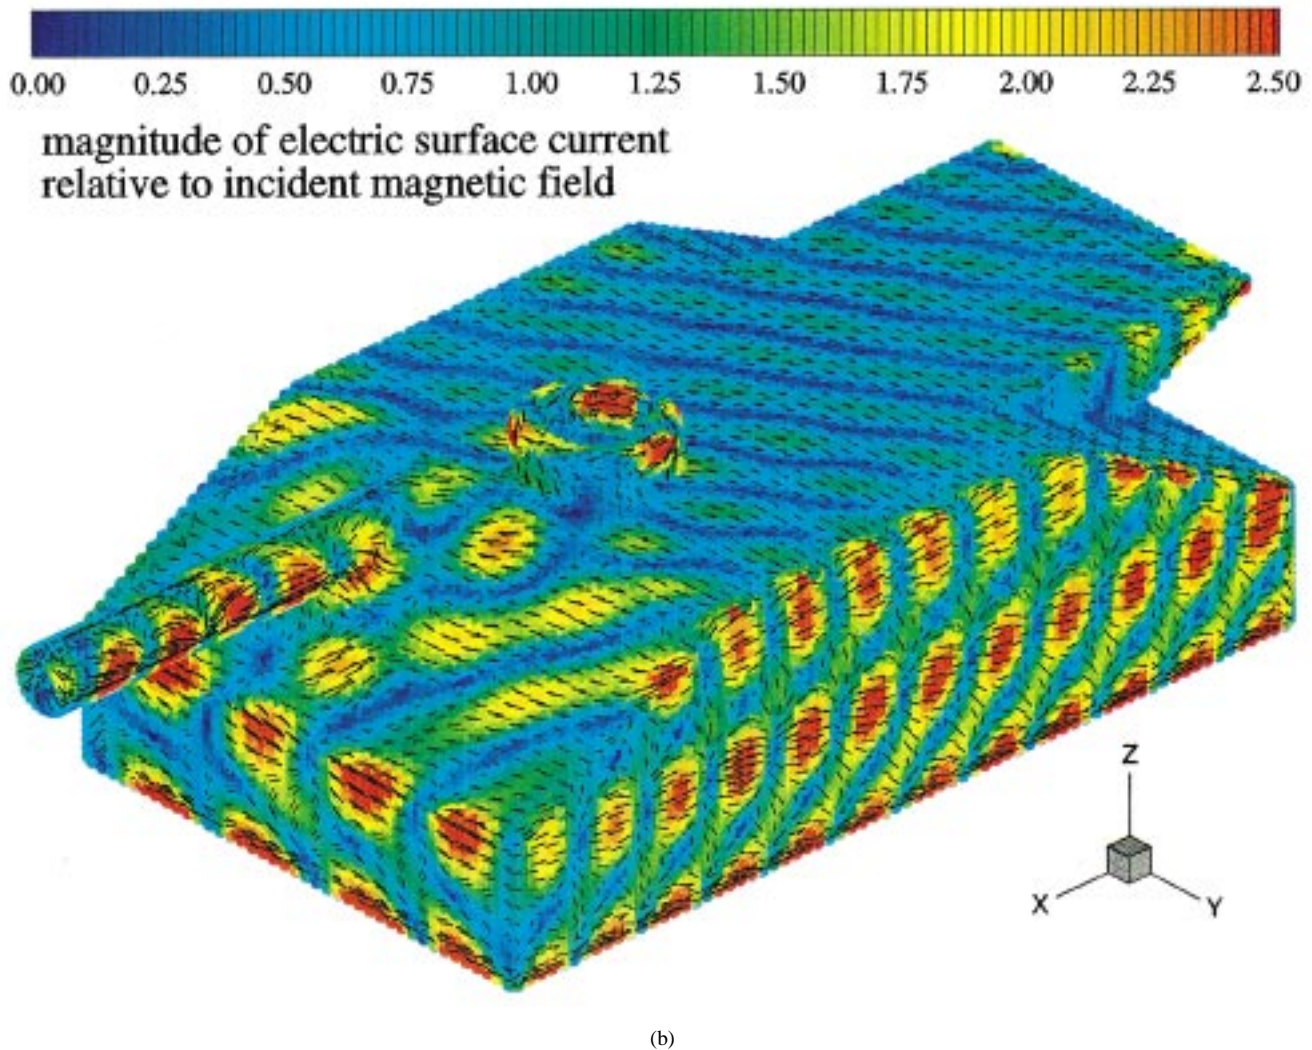 0.00 0.25 0.50 0.75 1.00 1.25 1.50 1.75 2.00 2.25 2.50
magnitude of electric surface current
relative to incident magnetic field
Z
X
Y
(b)